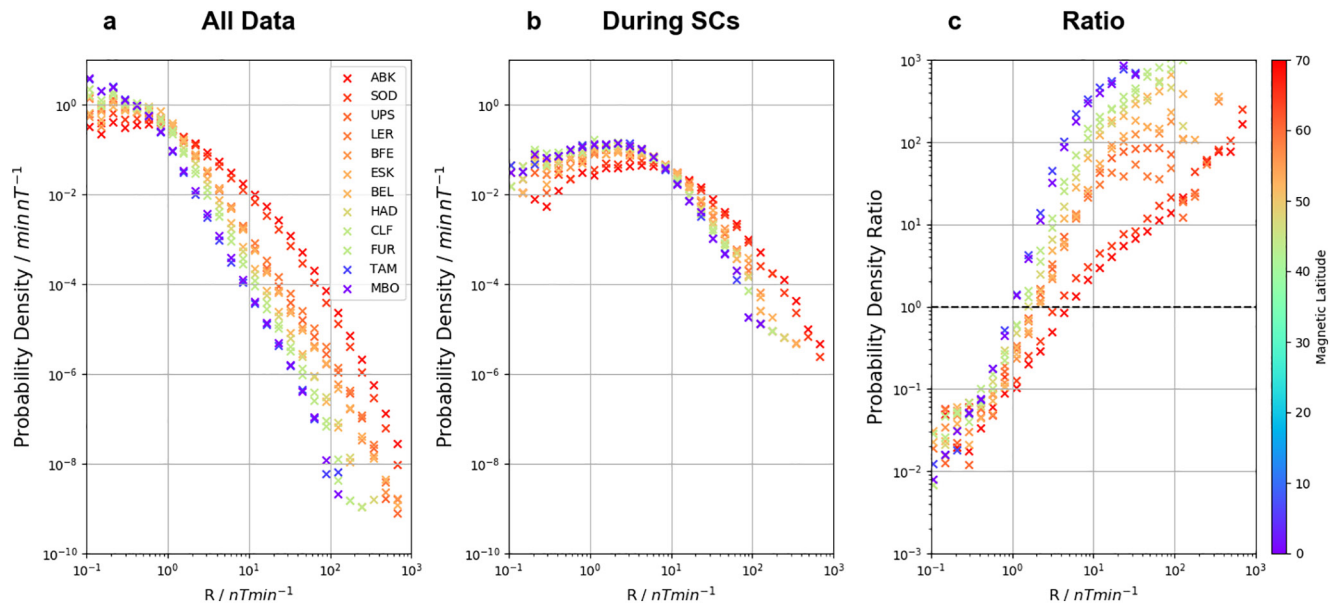 a All Data
b During SCs
c Ratio
Probability Density / min nT⁻¹
10⁰
10⁻²
10⁻⁴
10⁻⁶
10⁻⁸
10⁻¹⁰
10⁻¹ 10⁰ 10¹ 10² 10³
R / nTmin⁻¹
ABK
SOD
UPS
LER
BFE
ESK
BEL
HAD
CLF
FUR
TAM
MBO
Probability Density / min nT⁻¹
10⁰
10⁻²
10⁻⁴
10⁻⁶
10⁻⁸
10⁻¹⁰
10⁻¹ 10⁰ 10¹ 10² 10³
R / nTmin⁻¹
Probability Density Ratio
10³
10²
10¹
10⁰
10⁻¹
10⁻²
10⁻³
10⁻¹ 10⁰ 10¹ 10² 10³
R / nTmin⁻¹
70
60
50
40
30
20
10
0
Magnetic Latitude